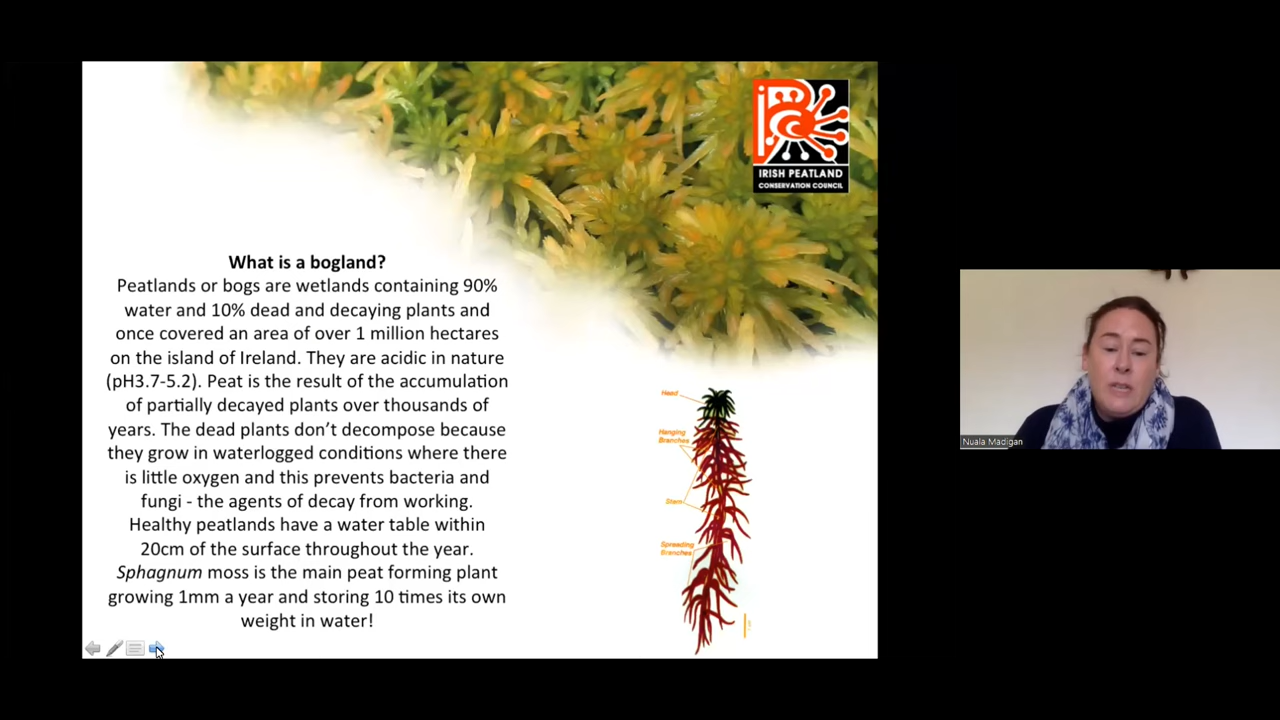 IRISH PEATLAND
CONSERVATION COUNCIL
What is a bogland?
Peatlands or bogs are wetlands containing 90%
water and 10% dead and decaying plants and
once covered an area of over 1 million hectares
on the island of Ireland. They are acidic in nature
(pH3.7-5.2). Peat is the result of the accumulation
of partially decayed plants over thousands of
years. The dead plants don’t decompose because
they grow in waterlogged conditions where there
is little oxygen and this prevents bacteria and
fungi - the agents of decay from working.
Healthy peatlands have a water table within
20cm of the surface throughout the year.
Sphagnum moss is the main peat forming plant
growing 1mm a year and storing 10 times its own
weight in water!
Head
Hanging
Branches
Stem
Spreading
Branches
Nuala Madigan